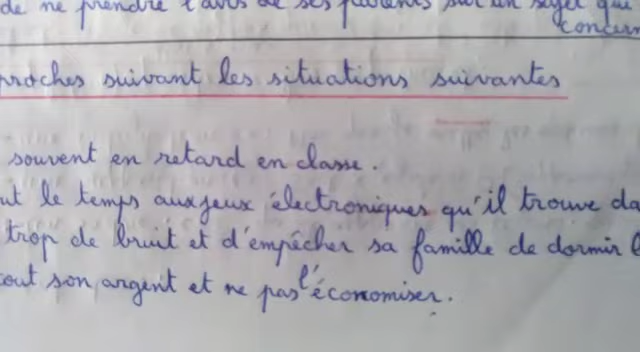 de ne prendre l'avis de ses parents sur un sujet qui
concern
proches suivant les situations suivantes
souvent en retard en classe.
ut le temps aux jeux électroniques qu'il trouve da
trop de bruit et d'empêcher sa famille de dormir l
tout son argent et ne pas l'économiser.